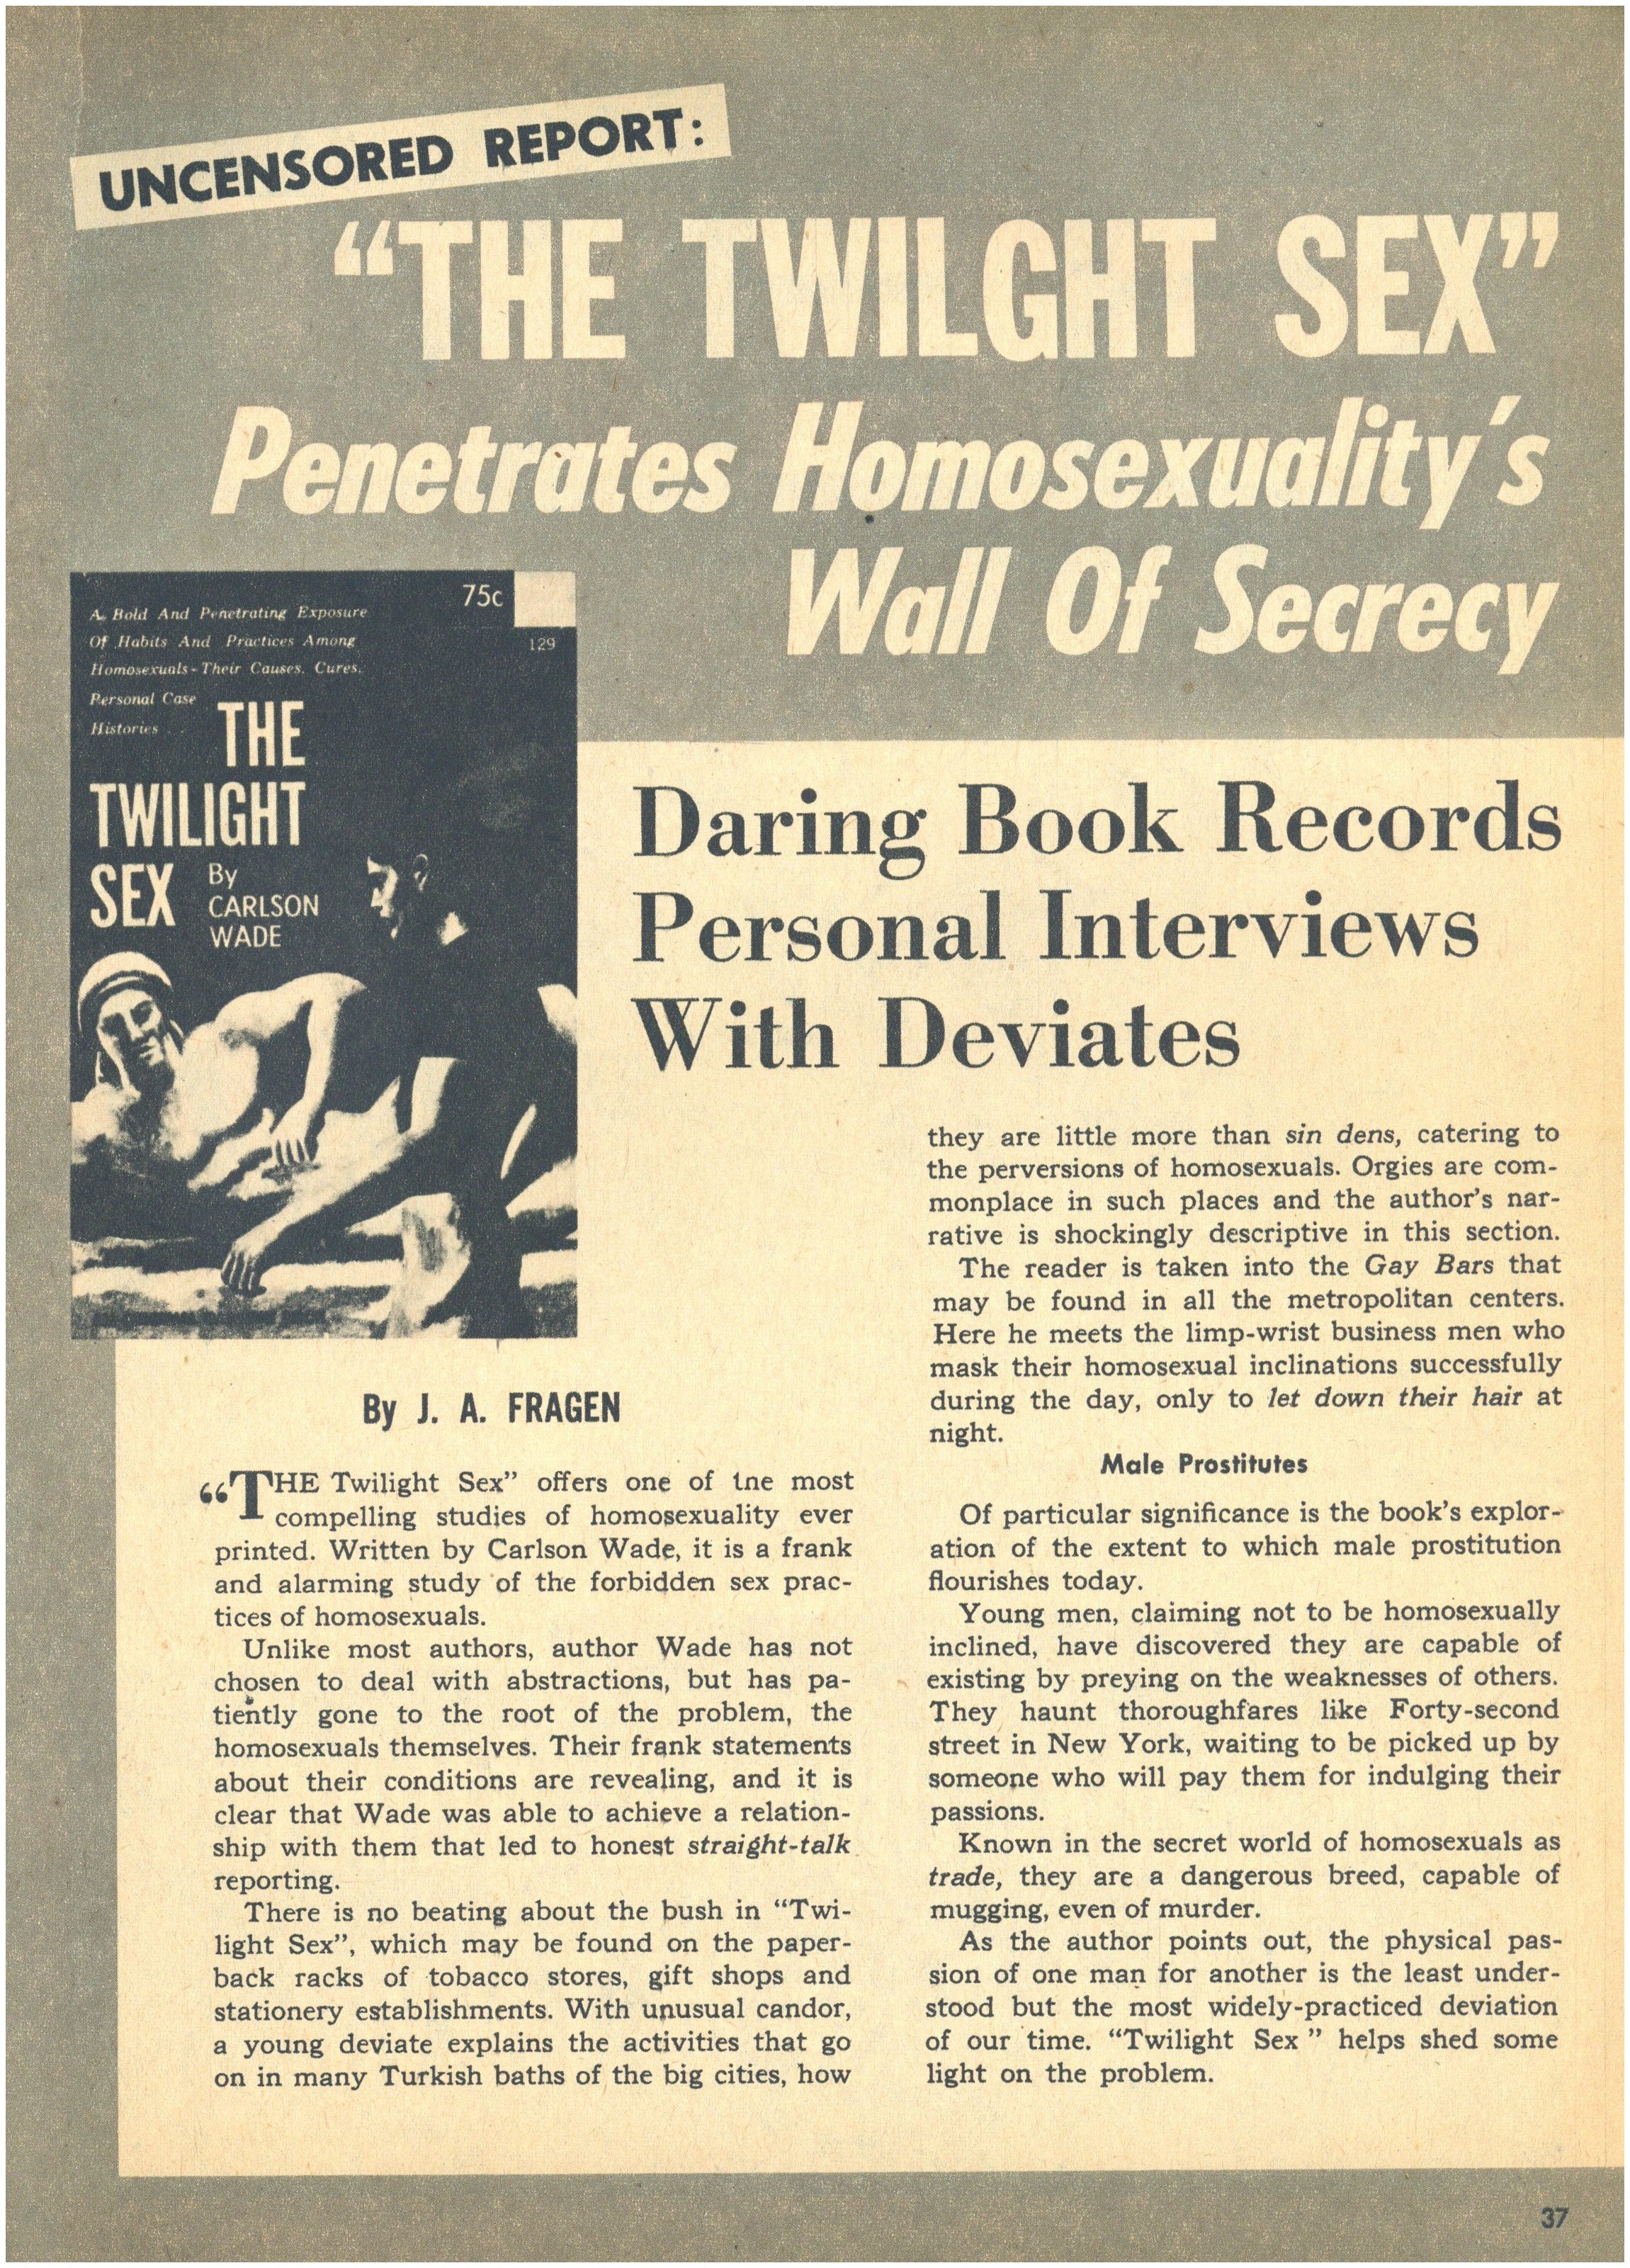 UNCENSORED REPORT:
"THE TWILGHT SEX"
Penetrates Homosexuality's
Wall Of Secrecy
75c
129
A Bold And Penetrating Exposure
Of Habits And Practices Among
Homosexuals-Their Causes. Cures.
Personal Case
Histories . .
THE
TWILIGHT
SEX
By
CARLSON
WADE
Daring Book Records
Personal Interviews
With Deviates
By J. A. FRAGEN
"THE Twilight Sex" offers one of tne most
compelling studies of homosexuality ever
printed. Written by Carlson Wade, it is a frank
and alarming study of the forbidden sex prac-
tices of homosexuals.
Unlike most authors, author Wade has not
chosen to deal with abstractions, but has pa-
tiently gone to the root of the problem, the
homosexuals themselves. Their frank statements
about their conditions are revealing, and it is
clear that Wade was able to achieve a relation-
ship with them that led to honest straight-talk
reporting.
There is no beating about the bush in "Twi-
light Sex", which may be found on the paper-
back racks of tobacco stores, gift shops and
stationery establishments. With unusual candor,
a young deviate explains the activities that go
on in many Turkish baths of the big cities, how
they are little more than sin dens, catering to
the perversions of homosexuals. Orgies are com-
monplace in such places and the author's nar-
rative is shockingly descriptive in this section.
The reader is taken into the Gay Bars that
may be found in all the metropolitan centers.
Here he meets the limp-wrist business men who
mask their homosexual inclinations successfully
during the day, only to let down their hair at
night.
Male Prostitutes
Of particular significance is the book's explor-
ation of the extent to which male prostitution
flourishes today.
Young men, claiming not to be homosexually
inclined, have discovered they are capable of
existing by preying on the weaknesses of others.
They haunt thoroughfares like Forty-second
street in New York, waiting to be picked up by
someone who will pay them for indulging their
passions.
Known in the secret world of homosexuals as
trade, they are a dangerous breed, capable of
mugging, even of murder.
As the author points out, the physical pas-
sion of one man for another is the least under-
stood but the most widely-practiced deviation
of our time. "Twilight Sex" helps shed some
light on the problem.
37